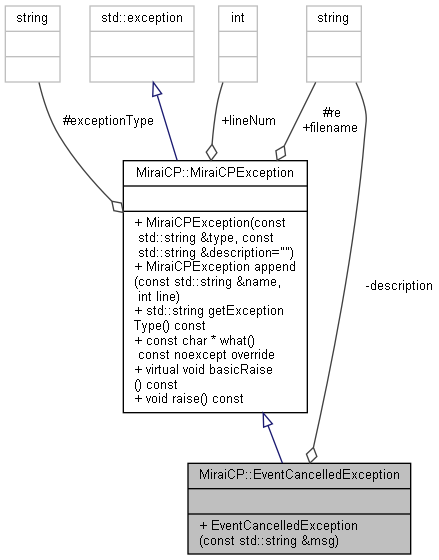 string
std::exception
int
string
#exceptionType
+lineNum
#re
+filename
MiraiCP::MiraiCPException
+ MiraiCPException(const
std::string &type, const
std::string &description="")
+ MiraiCPException append
(const std::string &name,
int line)
+ std::string getException
Type() const
+ const char * what()
const noexcept override
+ virtual void basicRaise
() const
+ void raise() const
-description
MiraiCP::EventCancelledException
+ EventCancelledException
(const std::string &msg)